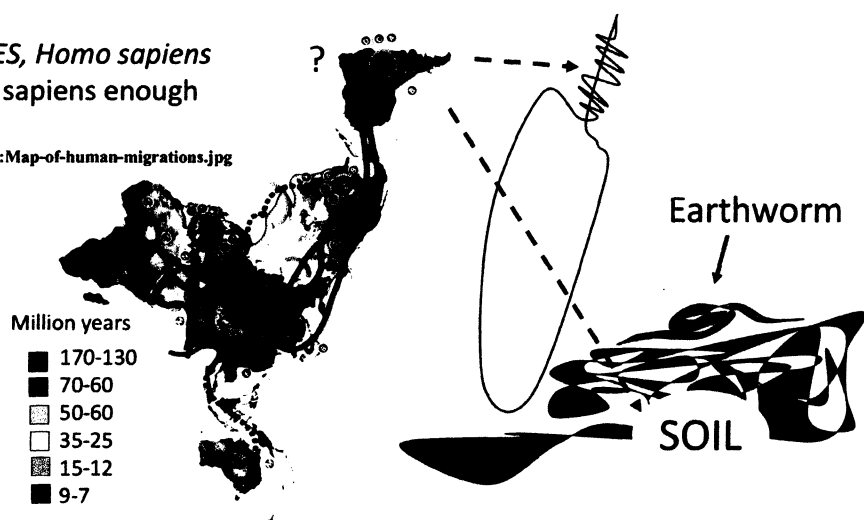 ES, Homo sapiens
sapiens enough
:Map-of-human-migrations.jpg
?
Earthworm
SOIL
Million years
170-130
70-60
50-60
35-25
15-12
9-7